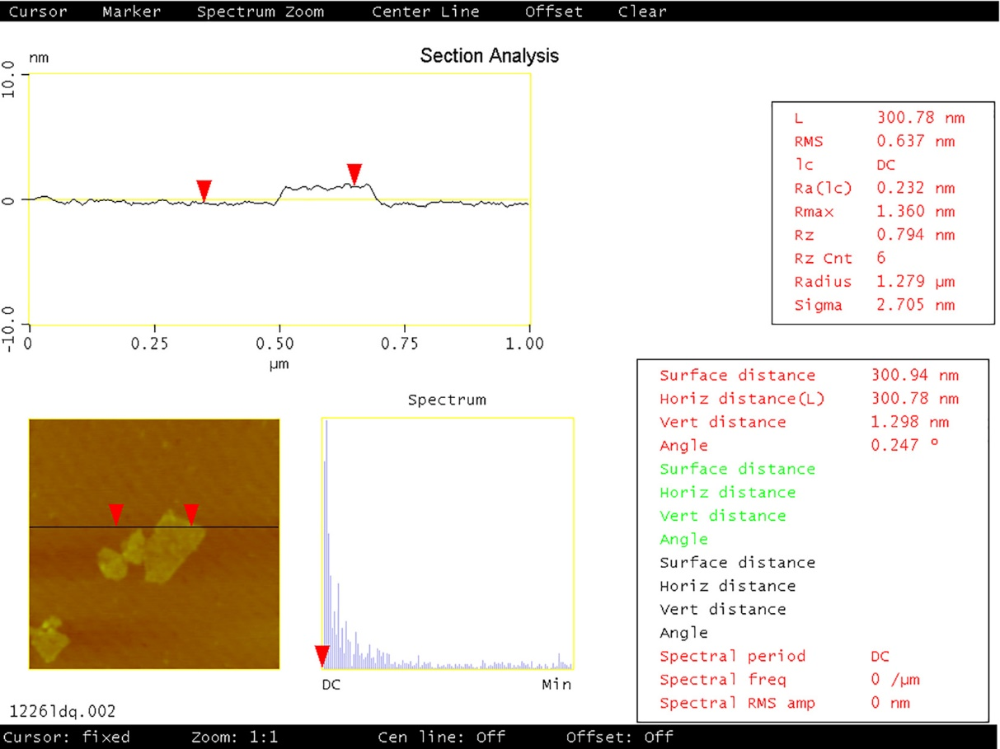 Cursor Marker Spectrum Zoom Center Line Offset Clear
nm
Section Analysis
10.0
0
-10.0
0 0.25 0.50 0.75 1.00
µm
L 300.78 nm
RMS 0.637 nm
lc DC
Ra(lc) 0.232 nm
Rmax 1.360 nm
Rz 0.794 nm
Rz Cnt 6
Radius 1.279 µm
Sigma 2.705 nm
Surface distance 300.94 nm
Horiz distance(L) 300.78 nm
Vert distance 1.298 nm
Angle 0.247 °
Surface distance
Horiz distance
Vert distance
Angle
Surface distance
Horiz distance
Vert distance
Angle
Spectral period DC
Spectral freq 0 /µm
Spectral RMS amp 0 nm
Spectrum
DC Min
1226ldq.002
Cursor: fixed Zoom: 1:1 Cen line: Off Offset: Off